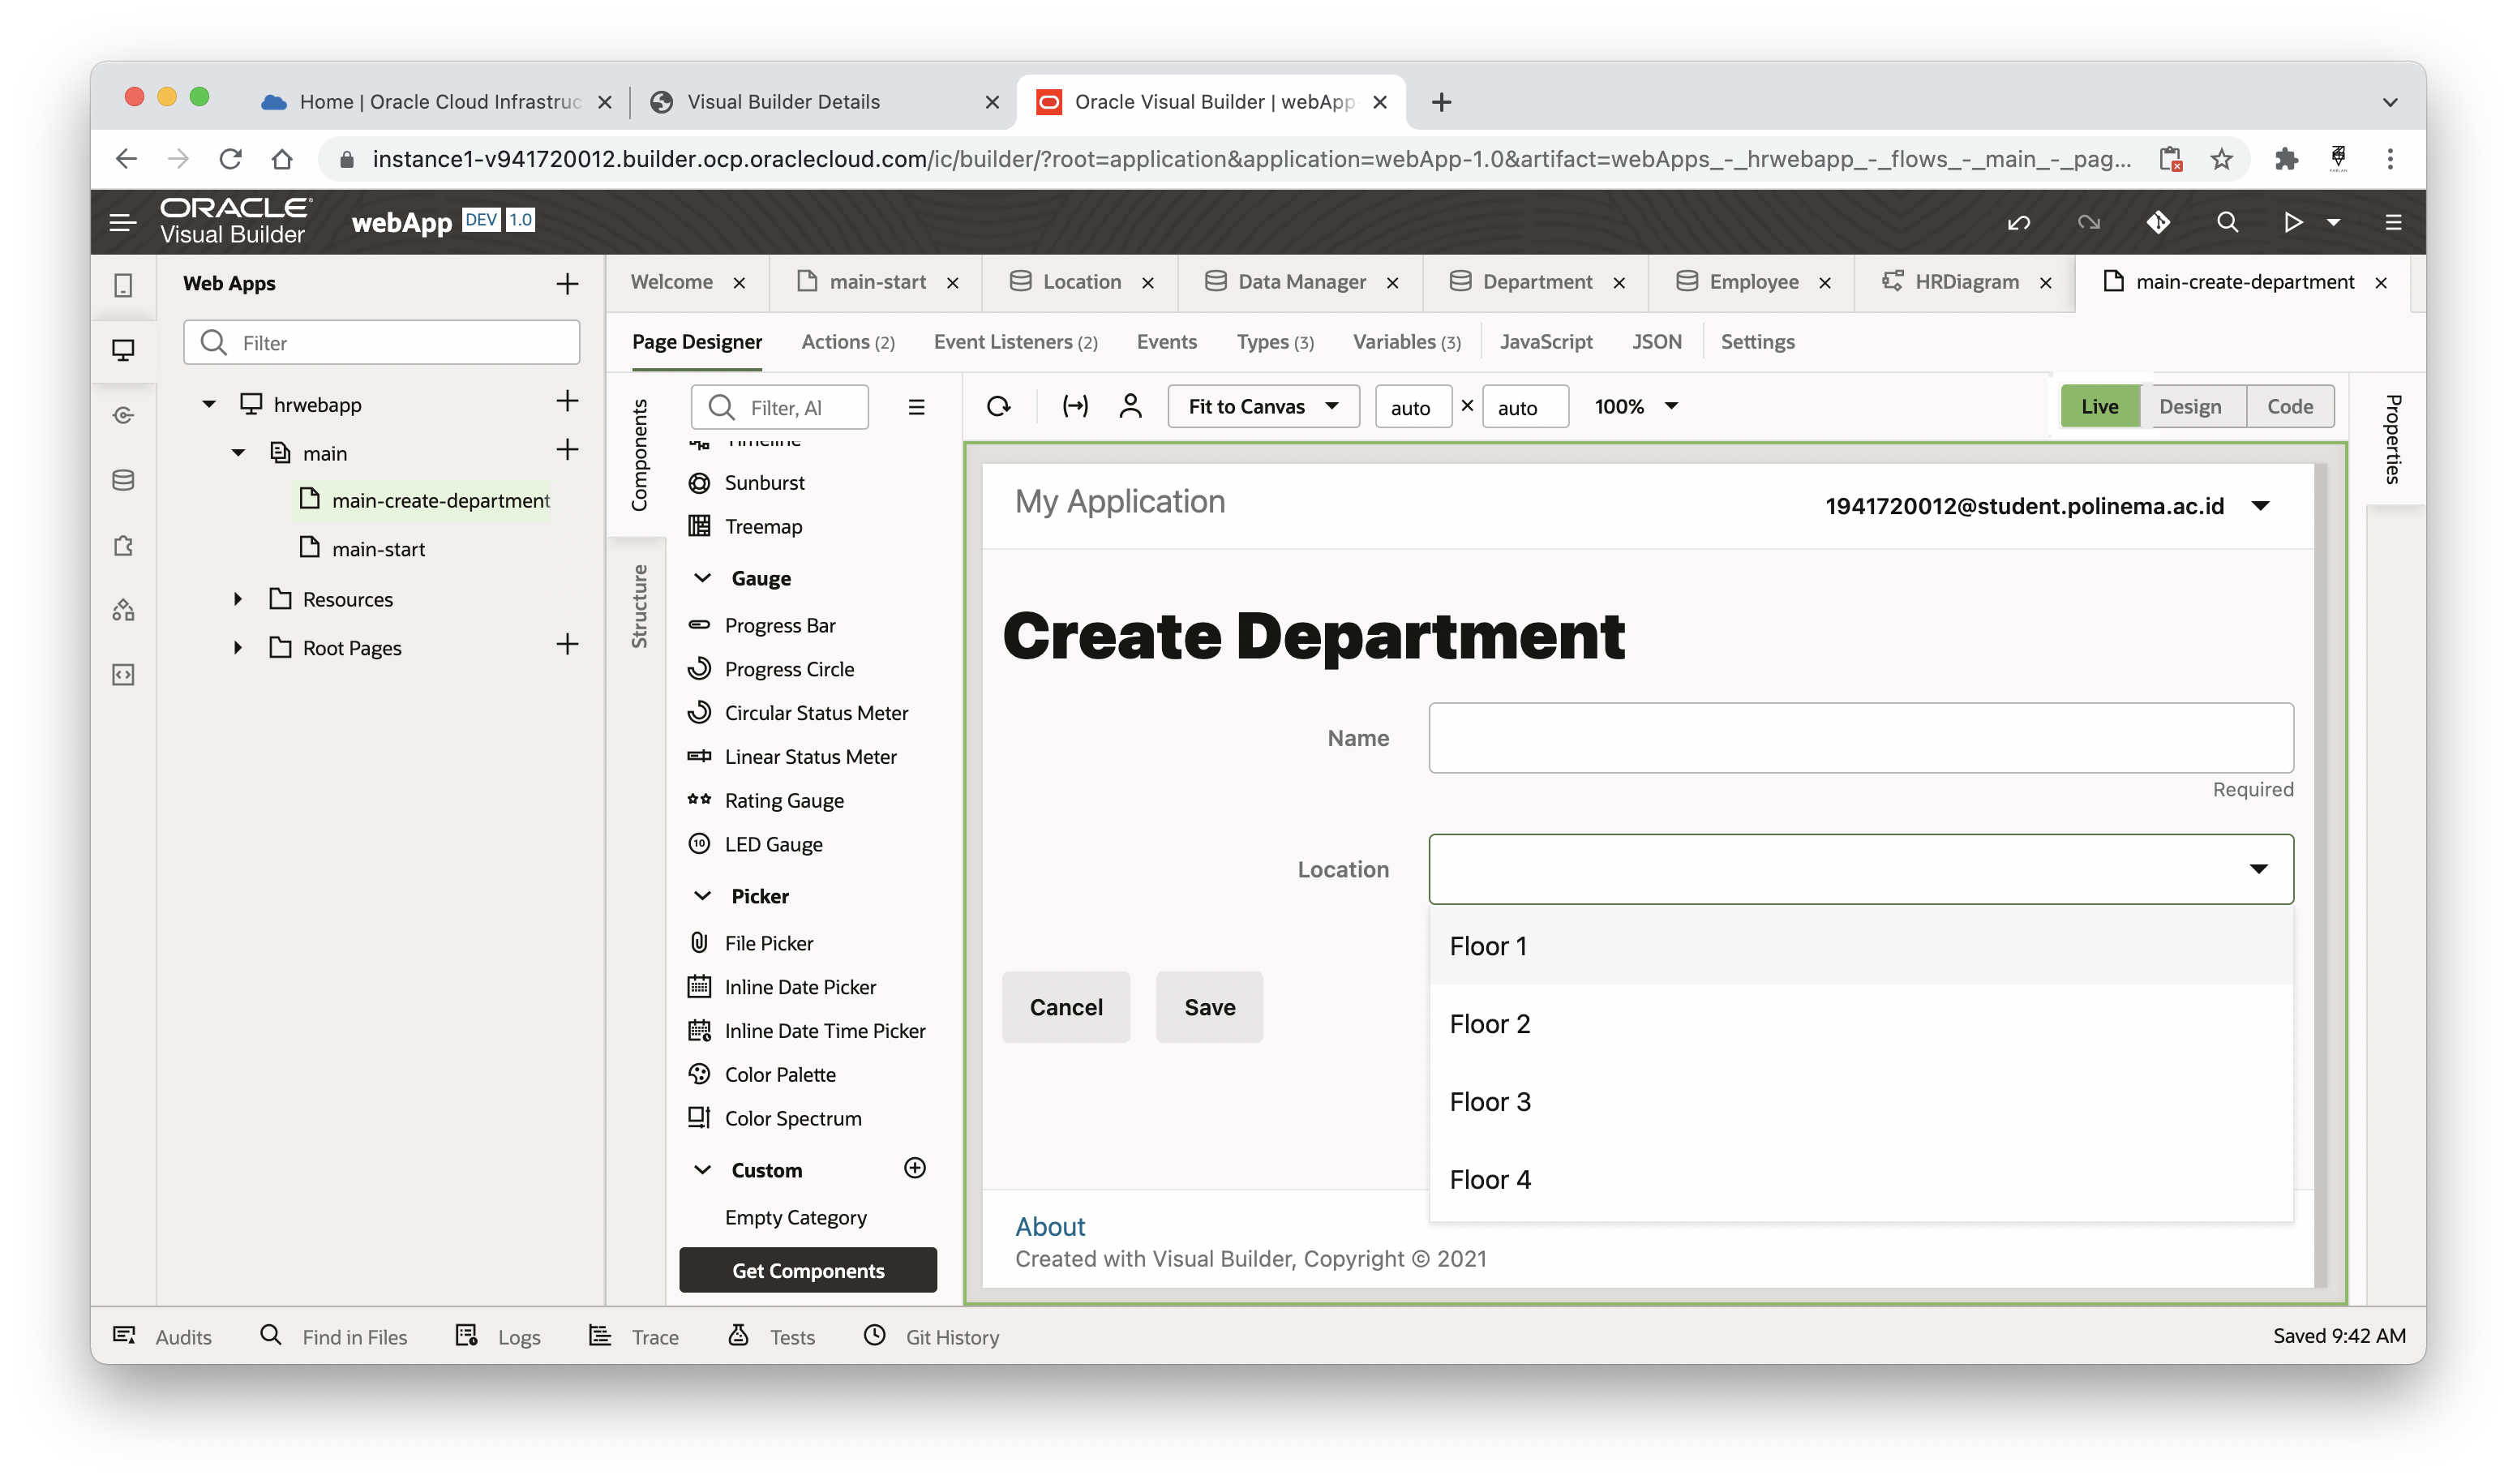 Home | Oracle Cloud Infrastruc
Visual Builder Details
Oracle Visual Builder | webApp
instance1-v941720012.builder.ocp.oraclecloud.com/ic/builder/?root=application&application=webApp-1.0&artifact=webApps_-_hrwebapp_-_flows_-_main_-_pag...
ORACLE
Visual Builder
webApp DEV 1.0
Web Apps
Filter
hrwebapp
main
main-create-department
main-start
Resources
Root Pages
Welcome
main-start
Location
Data Manager
Department
Employee
HRDiagram
main-create-department
Page Designer
Actions (2)
Event Listeners (2)
Events
Types (3)
Variables (3)
JavaScript
JSON
Settings
Components
Structure
Filter, Al
Timeline
Sunburst
Treemap
Gauge
Progress Bar
Progress Circle
Circular Status Meter
Linear Status Meter
Rating Gauge
10 LED Gauge
Picker
File Picker
Inline Date Picker
Inline Date Time Picker
Color Palette
Color Spectrum
Custom
Empty Category
Get Components
Fit to Canvas
auto × auto
100%
Live
Design
Code
Properties
My Application
1941720012@student.polinema.ac.id
Create Department
Name
Required
Location
Floor 1
Floor 2
Floor 3
Floor 4
Cancel
Save
About
Created with Visual Builder, Copyright © 2021
Audits
Find in Files
Logs
Trace
Tests
Git History
Saved 9:42 AM